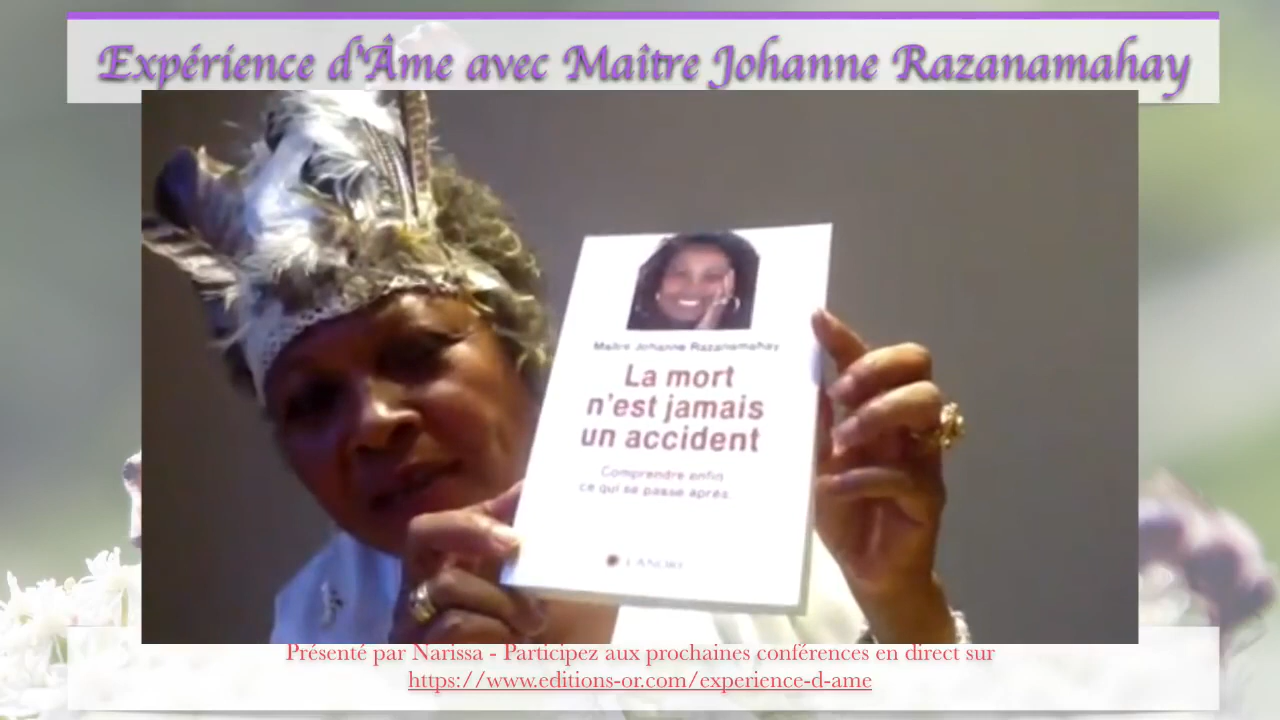 Expérience d'Âme avec Maître Johanne Razanamahay
Maître Johanne Razanamahay
La mort
n'est jamais
un accident
Comprendre enfin
ce qui se passe après
L'ANCRE
Présenté par Narissa - Participez aux prochaines conférences en direct sur
https://www.editions-or.com/experience-d-ame